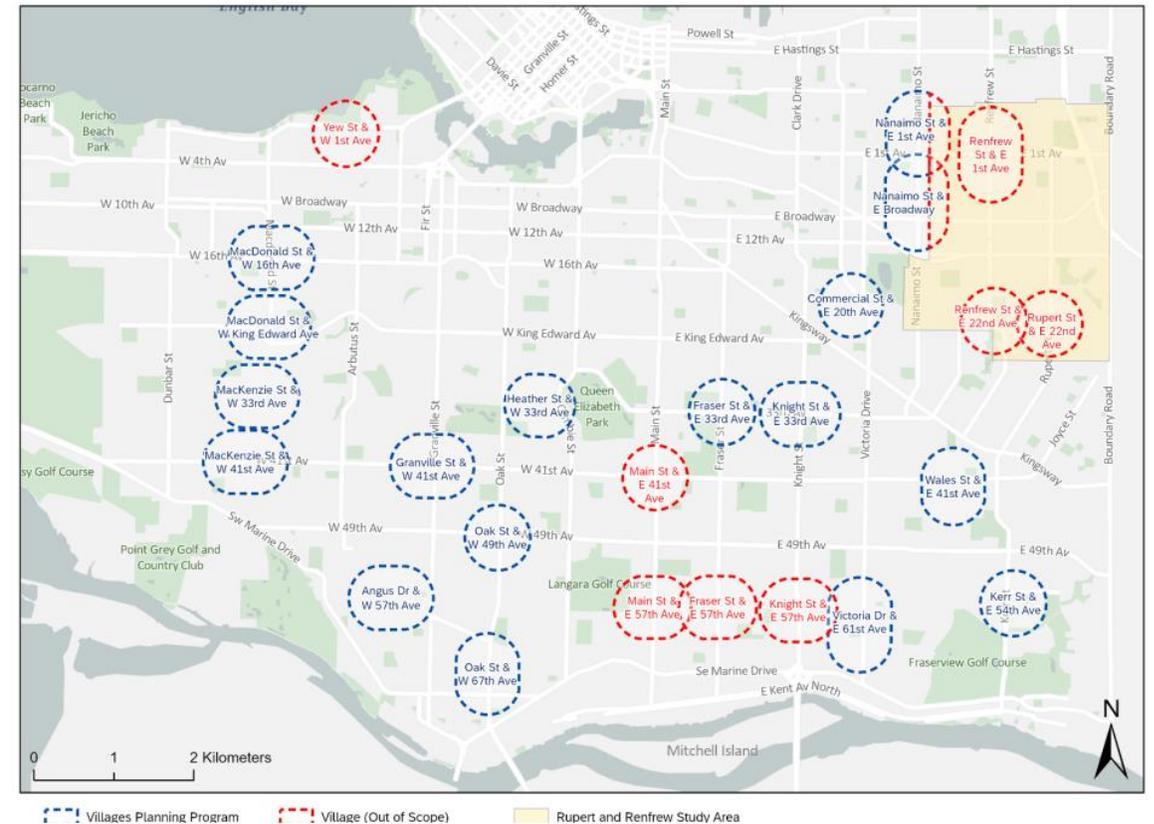 English Bay
Powell St
E Hastings St
E Hastings St
Granville St
Davie St
Homer St
Main St
Clark Drive
Nanaimo St
Boundary Road
Beach
Park
Jericho
Beach
Park
Yew St &
W 1st Ave
Nanaimo St &
E 1st Ave
Renfrew
St & E
1st Ave
W 4th Av
W 10th Av
W Broadway
W Broadway
E Broadway
Nanaimo St &
E Broadway
Fir St
W 12th Av
W 12th Av
E 12th Av
MacDonald St &
W 16th Ave
W 16th Av
Commercial St &
E 20th Ave
Nanaimo St
Renfrew St &
E 22nd Ave
Rupert St
& E 22nd
Ave
MacDonald St &
W King Edward Ave
W King Edward Av
E King Edward Av
Kingsway
Dunbar St
Arbutus St
MacKenzie St &
W 33rd Ave
Heather St &
W 33rd Ave
Queen
Elizabeth
Park
Main St
Fraser St &
E 33rd Ave
Knight St &
E 33rd Ave
Victoria Drive
Joyce St
Boundary Road
Granville St
MacKenzie St &
W 41st Ave
Granville St &
W 41st Ave
Oak St
W 41st Av
Main St &
E 41st
Ave
Fraser St
Knight St
Wales St &
E 41st Ave
Kingsway
Golf Course
Sw Marine Drive
W 49th Av
Oak St &
W 49th Ave
49th Av
E 49th Av
E 49th Av
Point Grey Golf and
Country Club
Angus Dr &
W 57th Ave
Langara Golf Course
Main St &
E 57th Ave
Fraser St &
E 57th Ave
Knight St &
E 57th Ave
Victoria Dr &
E 61st Ave
Kerr St &
E 54th Ave
Oak St &
W 67th Ave
Se Marine Drive
Fraserview Golf Course
E Kent Av North
Mitchell Island
N
0 1 2 Kilometers
Villages Planning Program
Village (Out of Scope)
Rupert and Renfrew Study Area